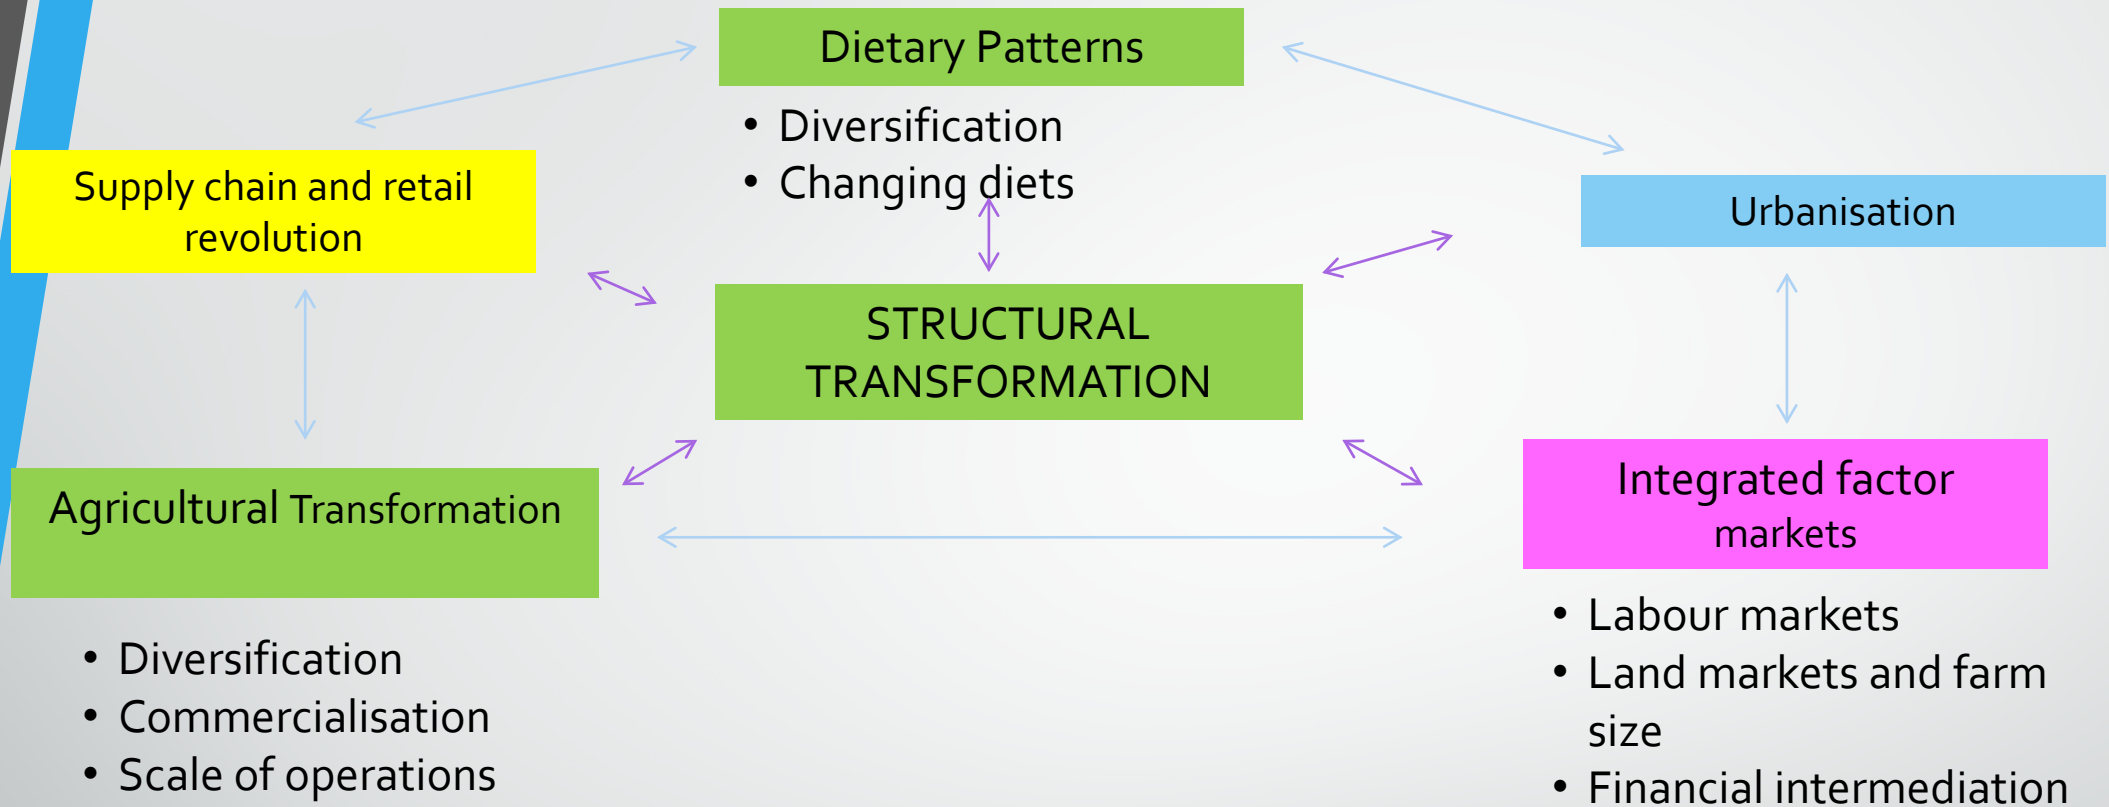 Dietary Patterns
• Diversification
• Changing diets
Supply chain and retail
revolution
Urbanisation
STRUCTURAL
TRANSFORMATION
Agricultural Transformation
• Diversification
• Commercialisation
• Scale of operations
Integrated factor
markets
• Labour markets
• Land markets and farm
size
• Financial intermediation